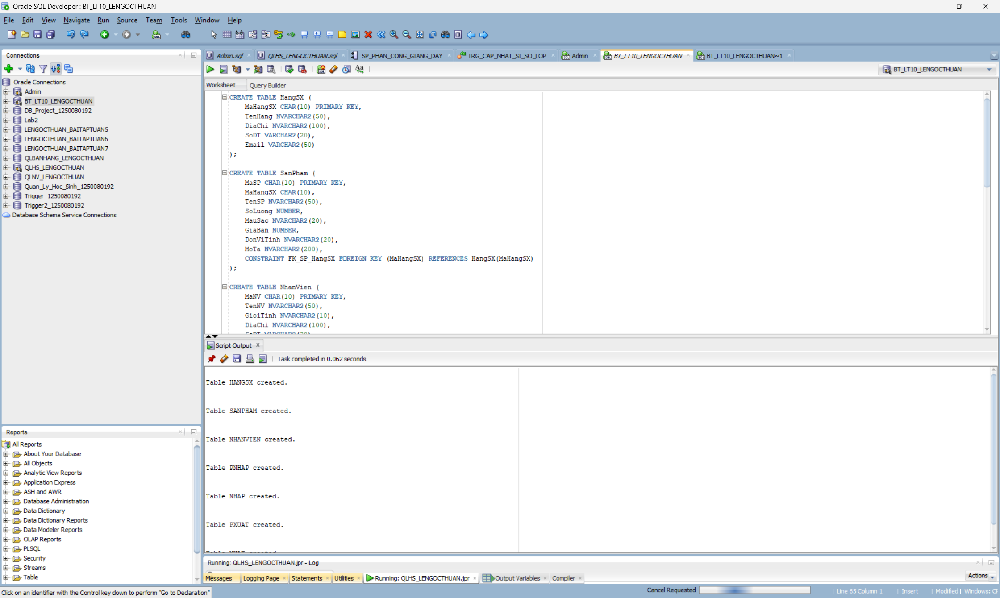 Oracle SQL Developer : BT_LT10_LENGOCTHUAN
File Edit View Navigate Run Source Team Tools Window Help
Connections
Oracle Connections
Admin
BT_LT10_LENGOCTHUAN
DB_Project_1250080192
Lab2
LENGOCTHUAN_BAITAPTUAN5
LENGOCTHUAN_BAITAPTUAN6
LENGOCTHUAN_BAITAPTUAN7
QLBANHANG_LENGOCTHUAN
QLHS_LENGOCTHUAN
QLNV_LENGOCTHUAN
Quan_Ly_Hoc_Sinh_1250080192
Trigger_1250080192
Trigger2_1250080192
Database Schema Service Connections
Reports
All Reports
About Your Database
All Objects
Analytic View Reports
Application Express
ASH and AWR
Database Administration
Data Dictionary
Data Dictionary Reports
Data Modeler Reports
OLAP Reports
PLSQL
Security
Streams
Table
Admin.sql QLHS_LENGOCTHUAN.sql SP_PHAN_CONG_GIANG_DAY TRG_CAP_NHAT_SI_SO_LOP Admin BT_LT10_LENGOCTHUAN BT_LT10_LENGOCTHUAN~1
BT_LT10_LENGOCTHUAN
Worksheet Query Builder
CREATE TABLE HangSX (
MaHangSX CHAR(10) PRIMARY KEY,
TenHang NVARCHAR2(50),
DiaChi NVARCHAR2(100),
SoDT VARCHAR2(20),
Email VARCHAR2(50)
);
CREATE TABLE SanPham (
MaSP CHAR(10) PRIMARY KEY,
MaHangSX CHAR(10),
TenSP NVARCHAR2(50),
SoLuong NUMBER,
MauSac NVARCHAR2(20),
GiaBan NUMBER,
DonViTinh NVARCHAR2(20),
MoTa NVARCHAR2(200),
CONSTRAINT FK_SP_HangSX FOREIGN KEY (MaHangSX) REFERENCES HangSX(MaHangSX)
);
CREATE TABLE NhanVien (
MaNV CHAR(10) PRIMARY KEY,
TenNV NVARCHAR2(50),
GioiTinh NVARCHAR2(10),
DiaChi NVARCHAR2(100),
SoDT VARCHAR2(20)
Script Output
Task completed in 0.062 seconds
Table HANGSX created.
Table SANPHAM created.
Table NHANVIEN created.
Table PNHAP created.
Table NHAP created.
Table PXUAT created.
Table XUAT created
Running: QLHS_LENGOCTHUAN.jpr - Log
Messages Logging Page Statements Utilities Running: QLHS_LENGOCTHUAN.jpr Output Variables Compiler
Actions
Click on an identifier with the Control key down to perform "Go to Declaration"
Cancel Requested
Line 65 Column 1 | Insert | Modified | Windows: